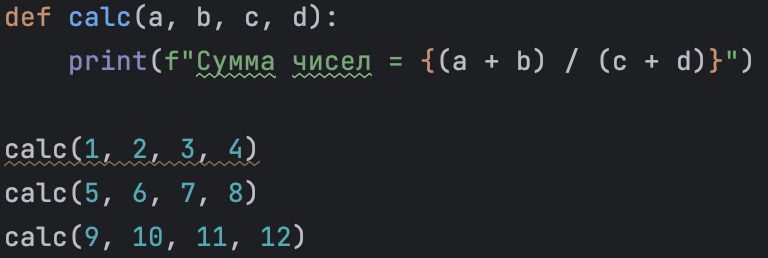 def calc(a, b, c, d):
    print(f"Сумма чисел = {(a + b) / (c + d)}")
calc(1, 2, 3, 4)
calc(5, 6, 7, 8)
calc(9, 10, 11, 12)